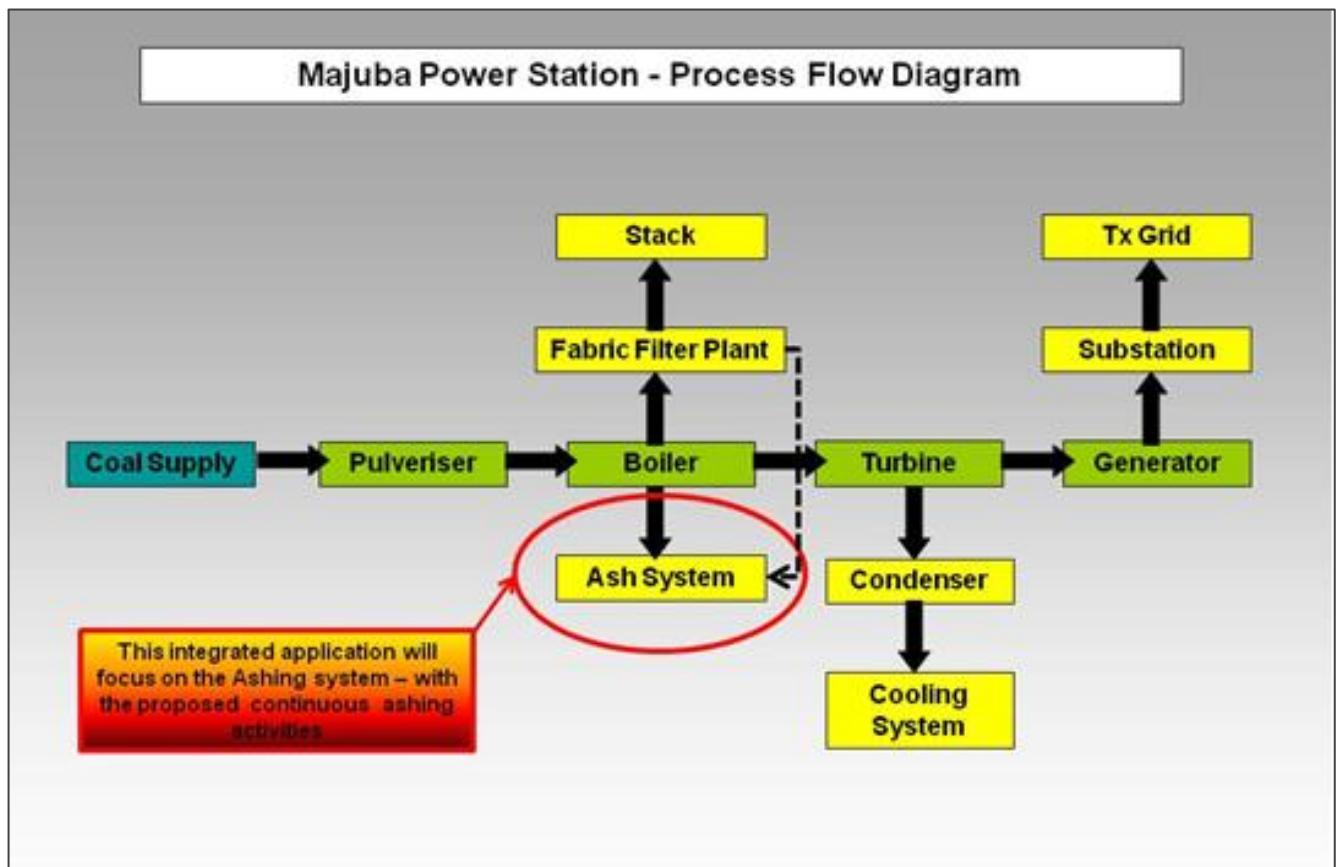 Majuba Power Station - Process Flow Diagram
Stack
Tx Grid
Fabric Filter Plant
Substation
Coal Supply
Pulveriser
Boiler
Turbine
Generator
Ash System
Condenser
This integrated application will
focus on the Ashing system – with
the proposed continuous ashing
activities
Cooling
System